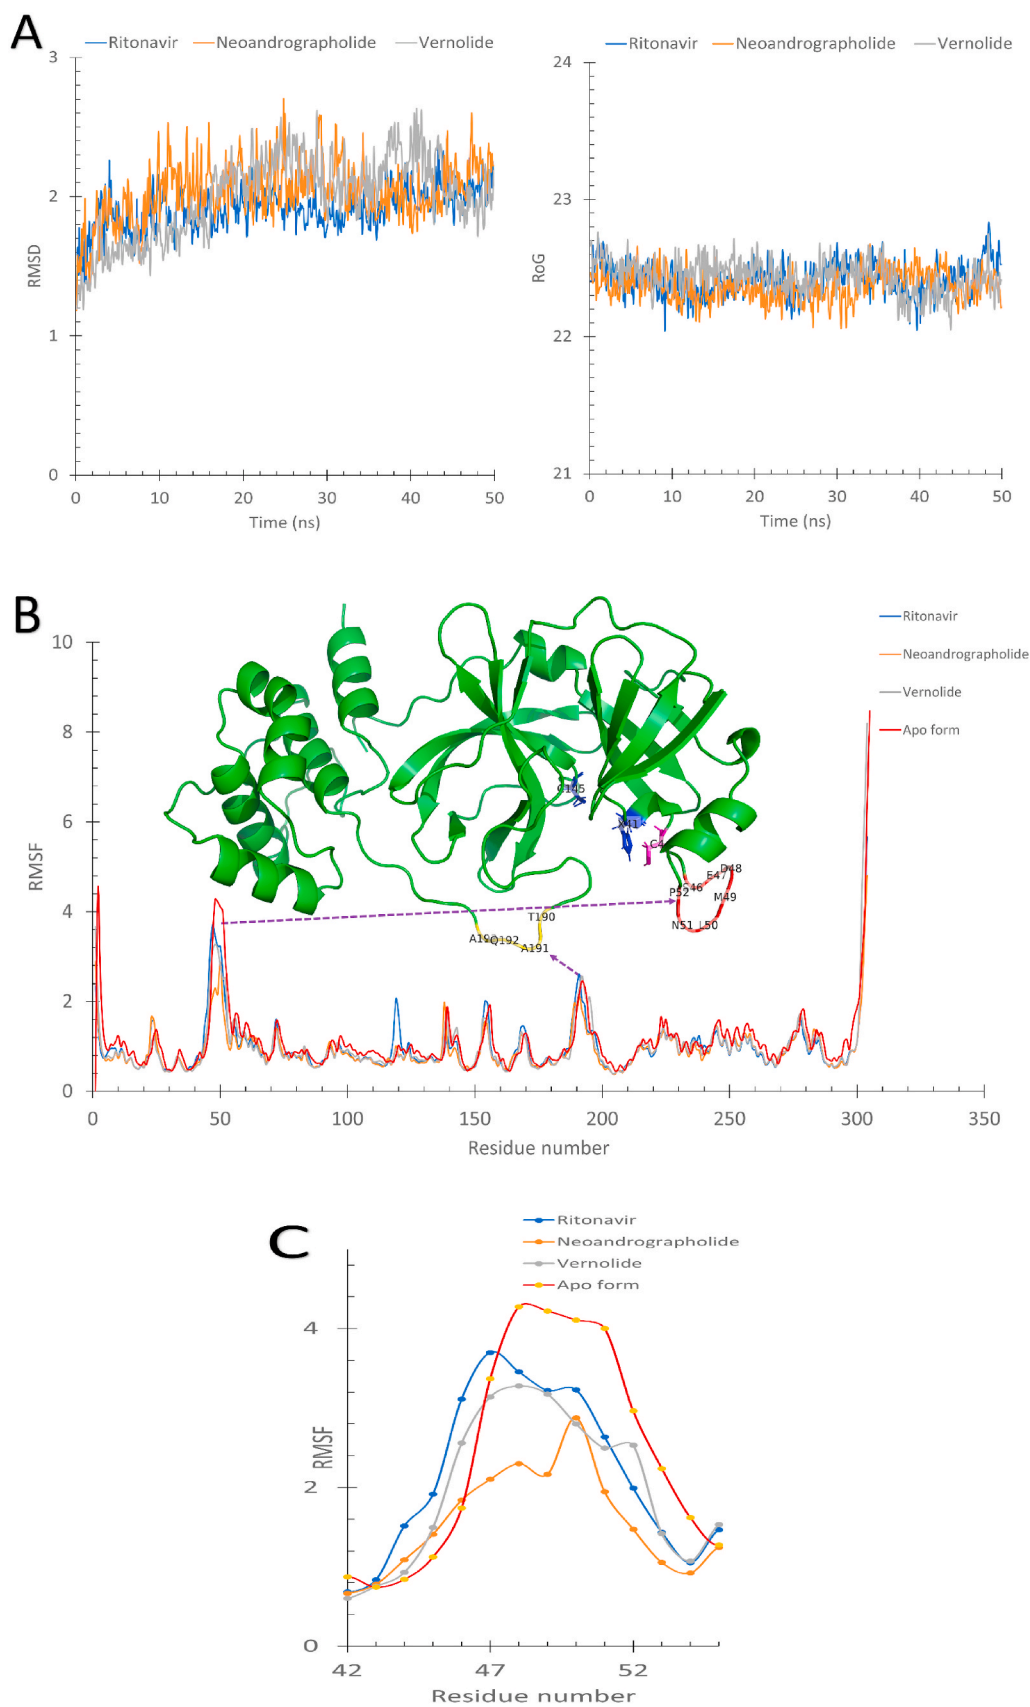 A
Ritonavir Neoandrographolide Vernolide
3
2
1
0
RMSD
0 10 20 30 40 50
Time (ns)
Ritonavir Neoandrographolide Vernolide
24
23
22
21
RoG
0 10 20 30 40 50
Time (ns)
B
Ritonavir
Neoandrographolide
Vernolide
Apo form
10
8
6
4
2
0
RMSF
C145
C4
D48
E47
P52
M49
N51 L50
T190
Q192
A191
0 50 100 150 200 250 300 350
Residue number
C
Ritonavir
Neoandrographolide
Vernolide
Apo form
4
2
0
RMSF
42 47 52
Residue number